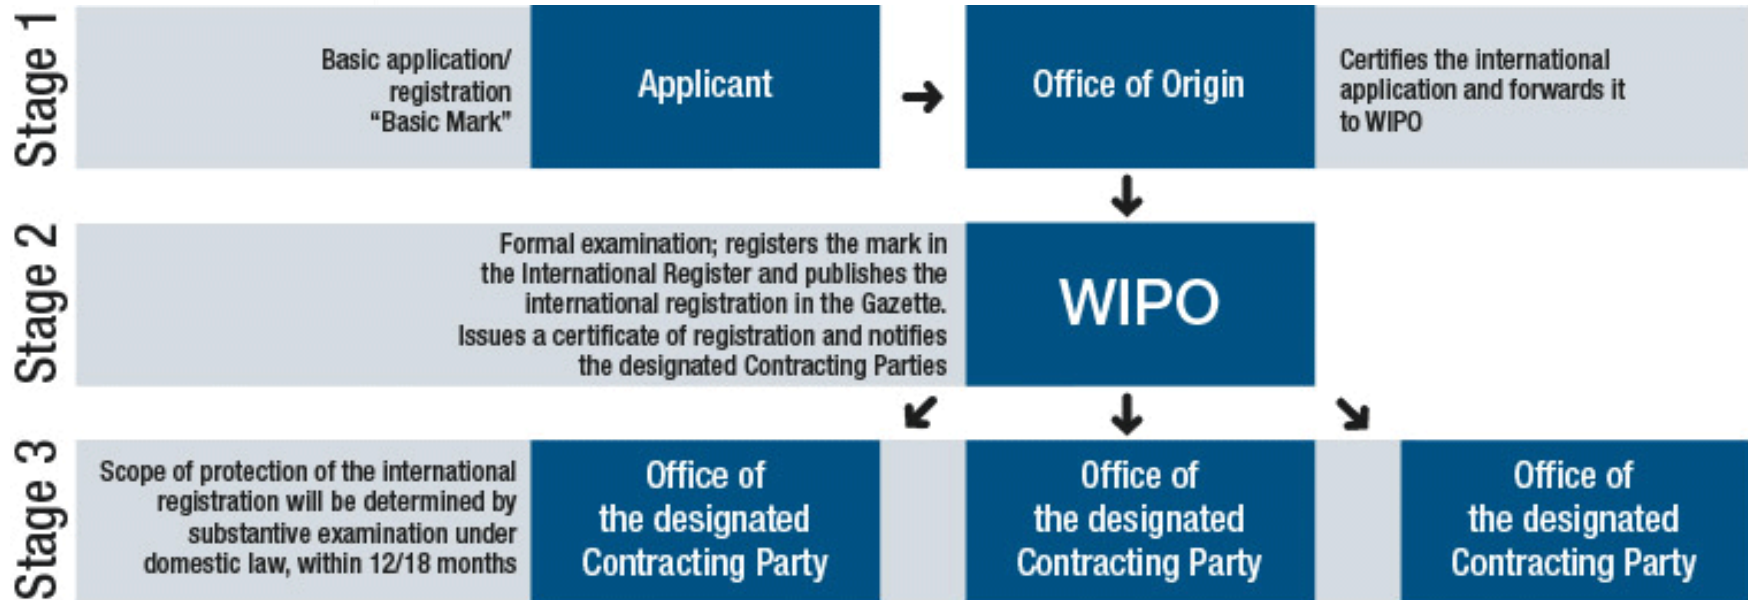 Stage 1
Basic application/
registration
“Basic Mark”
Applicant
Office of Origin
Certifies the international
application and forwards it
to WIPO
Stage 2
Formal examination; registers the mark in
the International Register and publishes the
international registration in the Gazette.
Issues a certificate of registration and notifies
the designated Contracting Parties
WIPO
Stage 3
Scope of protection of the international
registration will be determined by
substantive examination under
domestic law, within 12/18 months
Office of
the designated
Contracting Party
Office of
the designated
Contracting Party
Office of
the designated
Contracting Party